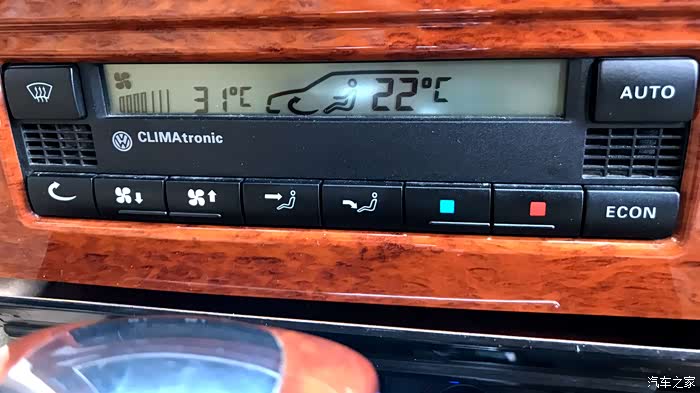 31°C 22°C
AUTO
CLIMAtronic
ECON
汽车之家